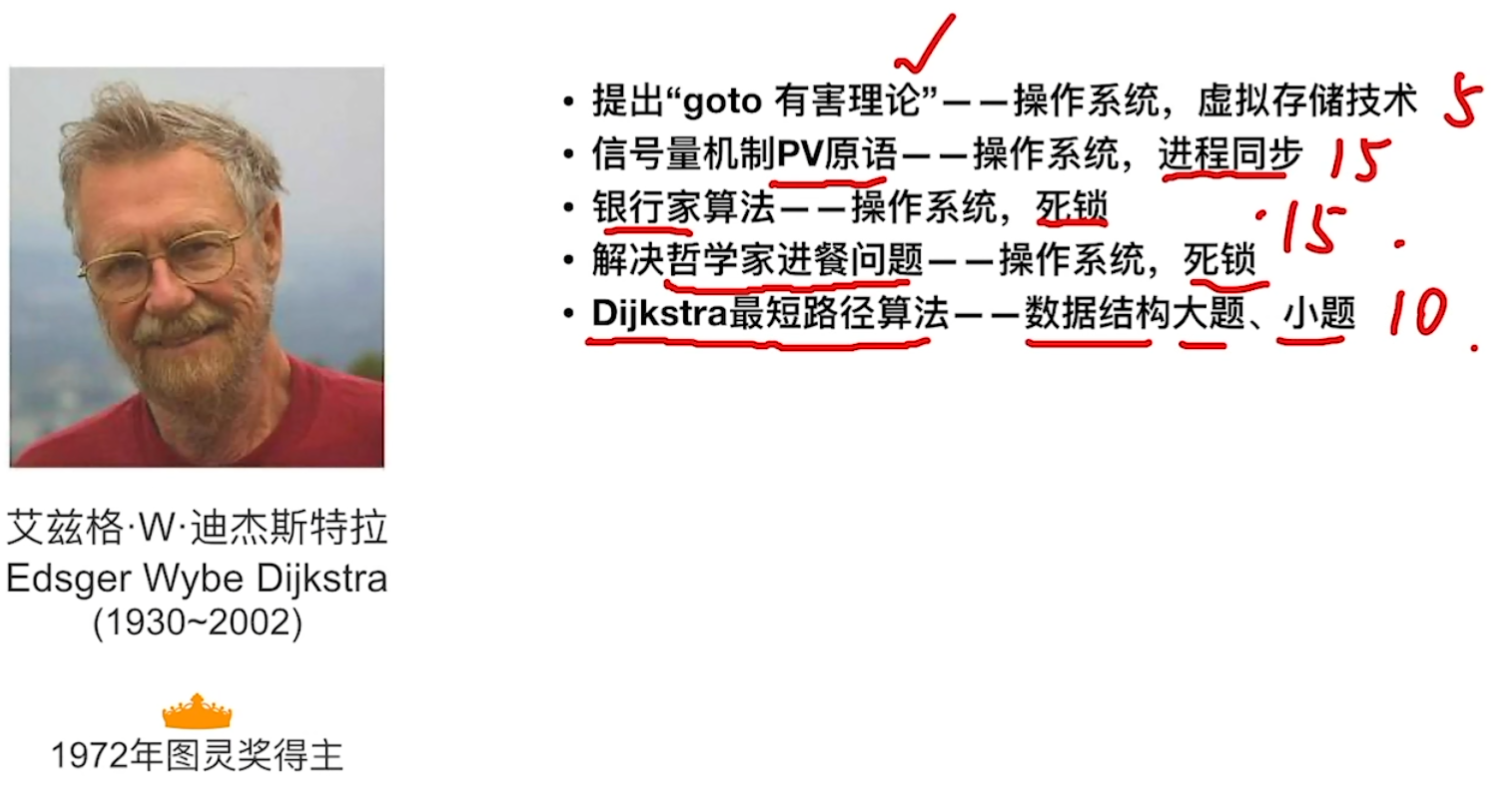 • 提出“goto 有害理论”——操作系统，虚拟存储技术 5
• 信号量机制PV原语——操作系统，进程同步 15
• 银行家算法——操作系统，死锁
15
• 解决哲学家进餐问题——操作系统，死锁
• Dijkstra最短路径算法——数据结构大题、小题 10
艾兹格·W·迪杰斯特拉
Edsger Wybe Dijkstra
(1930~2002)
1972年图灵奖得主